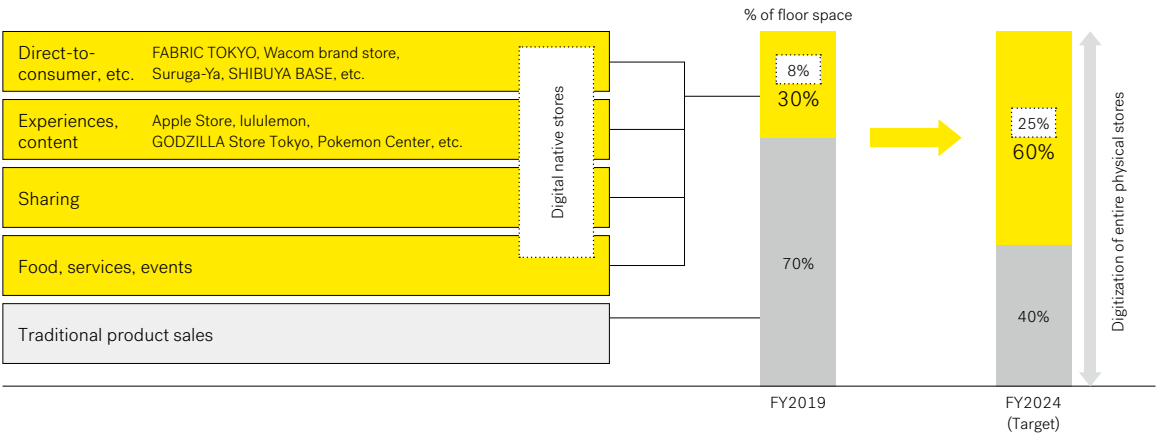 % of floor space
Direct-to-
consumer, etc.
FABRIC TOKYO, Wacom brand store,
Suruga-Ya, SHIBUYA BASE, etc.
Experiences,
content
Apple Store, lululemon,
GODZILLA Store Tokyo, Pokemon Center, etc.
Sharing
Food, services, events
Traditional product sales
Digital native stores
8%
30%
70%
FY2019
25%
60%
40%
FY2024
(Target)
Digitization of entire physical stores